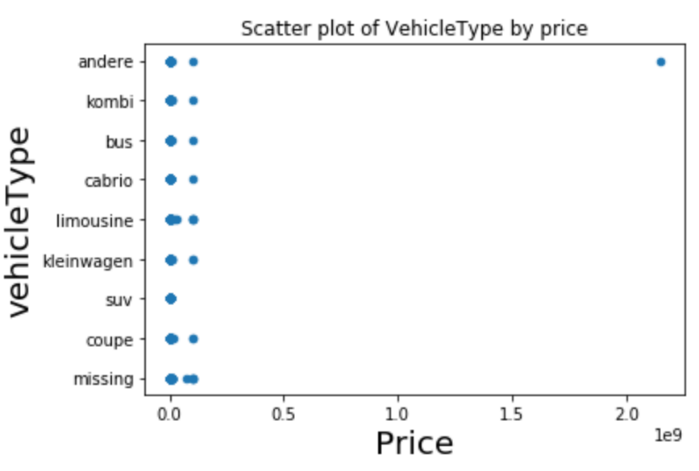 Scatter plot of VehicleType by price
vehicleType
andere
kombi
bus
cabrio
limousine
kleinwagen
suv
coupe
missing
0.0 0.5 1.0 1.5 2.0
1e9
Price